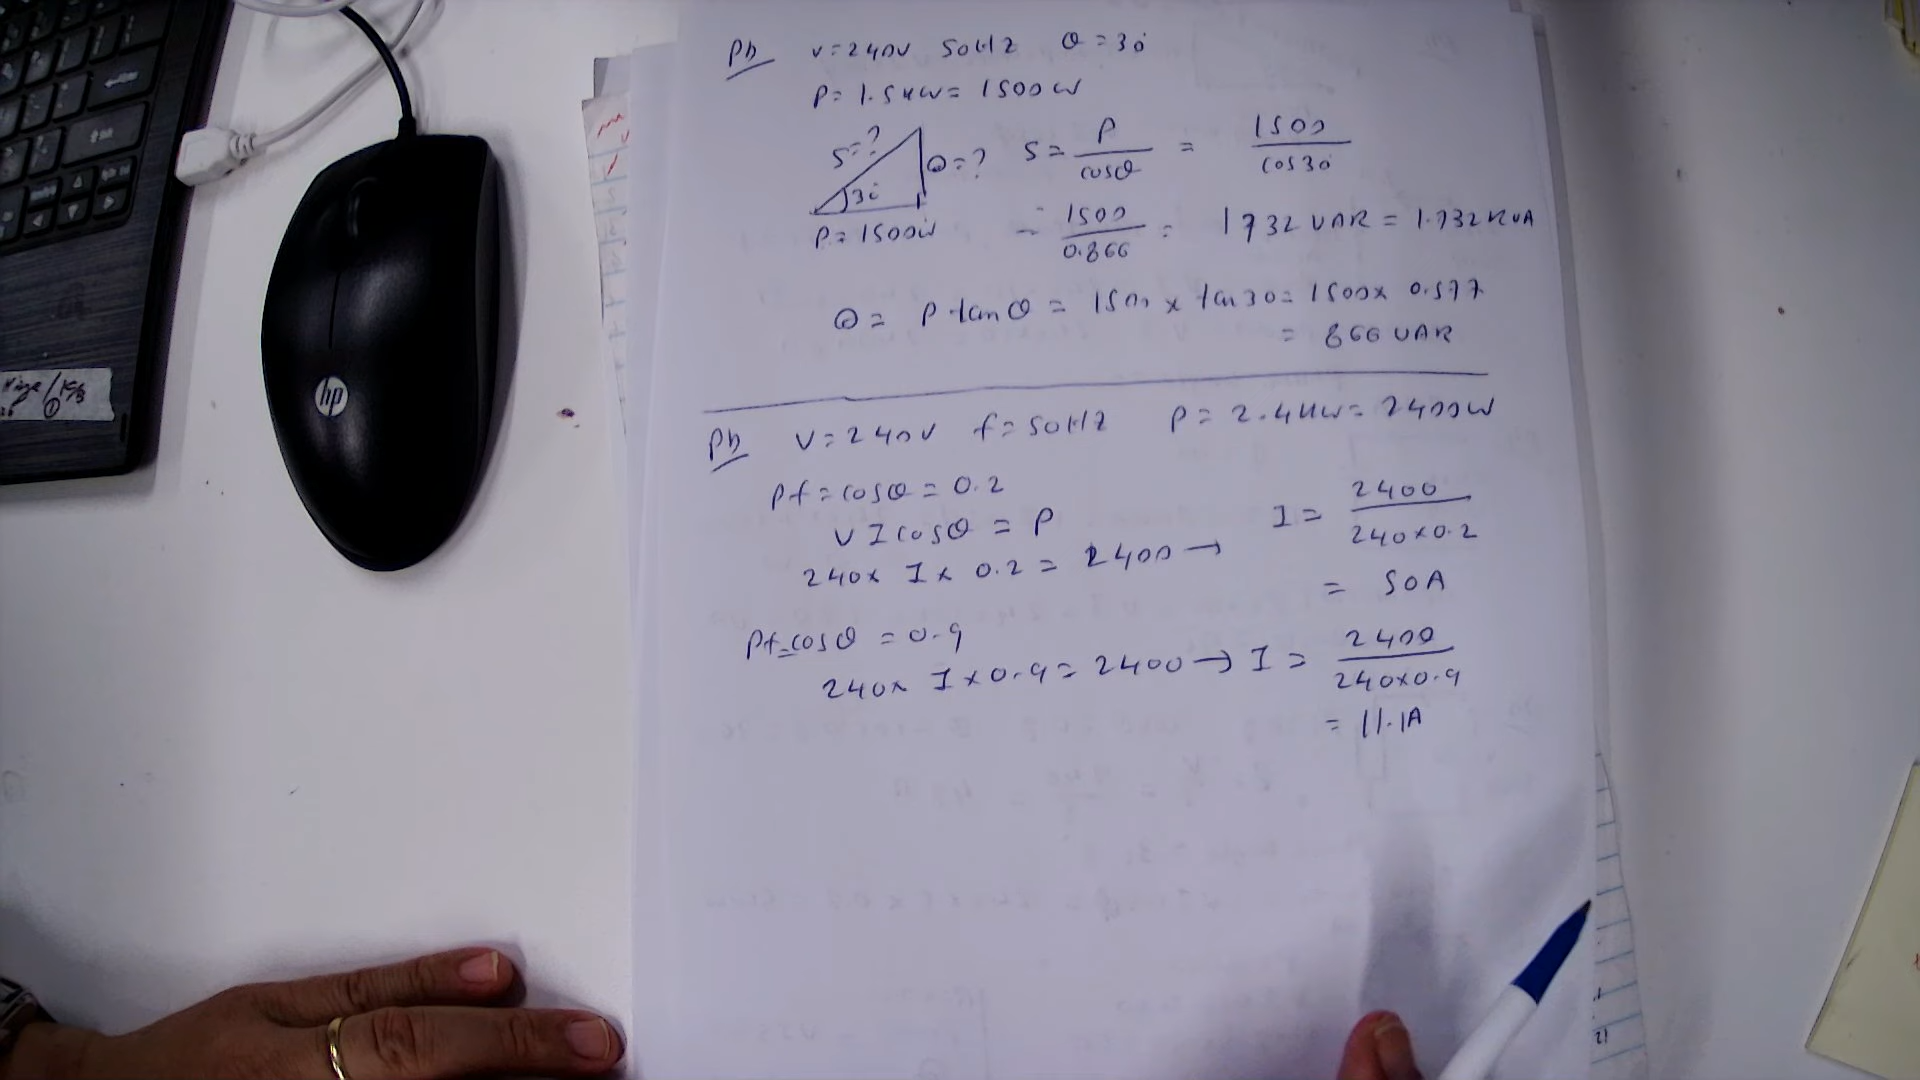 Pb V=240V 50Hz θ=30°
P=1.5kW=1500W
S=? Q=? 30°
P=1500W
S= P/cosθ = 1500/cos30°
= 1500/0.866 = 1732 VAR = 1.732KVA
Q= P tanθ = 1500 x tan30= 1500x 0.577
= 866 VAR
Pb V=240V f=50Hz P=2.4kW=2400W
Pf=cosθ=0.2
VIcosθ=P
240x I x 0.2 = 2400→ I= 2400/240x0.2
= 50A
Pf=cosθ=0.9
240x Ix0.9=2400→ I= 2400/240x0.9
= 11.1A
hp